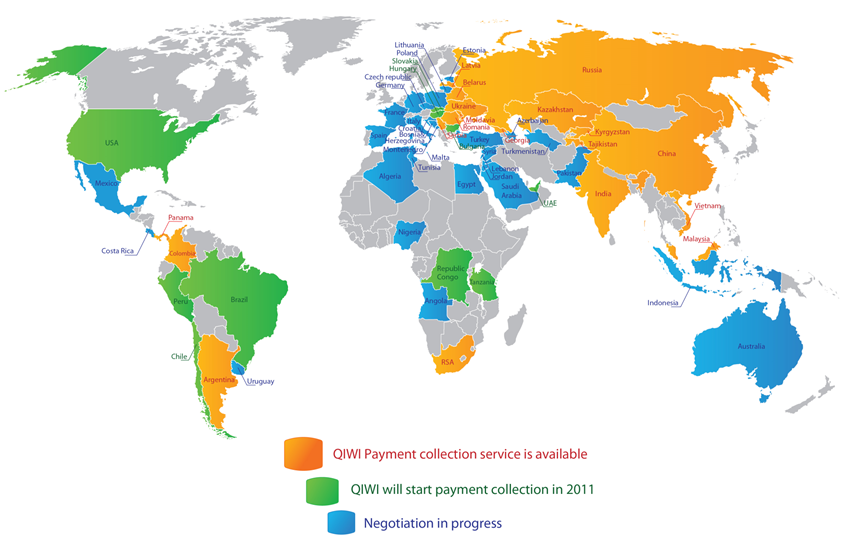 Lithuania
Poland
Slovakia
Hungary
Czech republic
Germany
Estonia
Latvia
Belarus
Russia
Ukraine
France
Italy
Moldavia
Romania
Kazakhstan
Azerbaijan
USA
Croatia
Bosnia&
Herzegovina
Spain
Serbia
Turkey
Georgia
Kyrgyzstan
Tajikistan
Montenegro
Bulgaria
Turkmenistan
China
Malta
Tunisia
Lebanon
Jordan
Algeria
Egypt
Saudi
Arabia
Pakistan
India
Mexico
UAE
Vietnam
Panama
Nigeria
Malaysia
Costa Rica
Colombia
Republic
Congo
Tanzania
Peru
Brazil
Angola
Indonesia
Chile
RSA
Australia
Argentina
Uruguay
QIWI Payment collection service is available
QIWI will start payment collection in 2011
Negotiation in progress